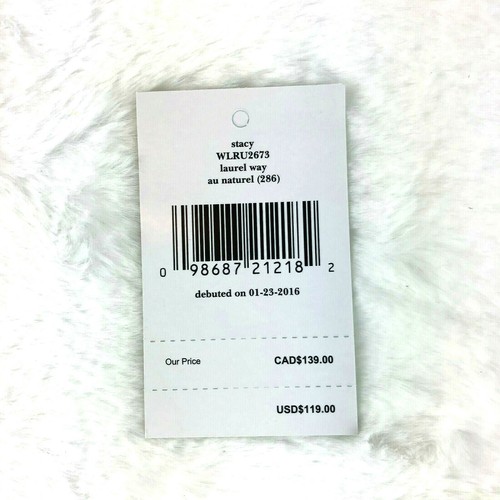 stacy
WLRU2673
laurel way
au naturel (286)
0 98687 21218 2
debuted on 01-23-2016
Our Price CAD$139.00
USD$119.00